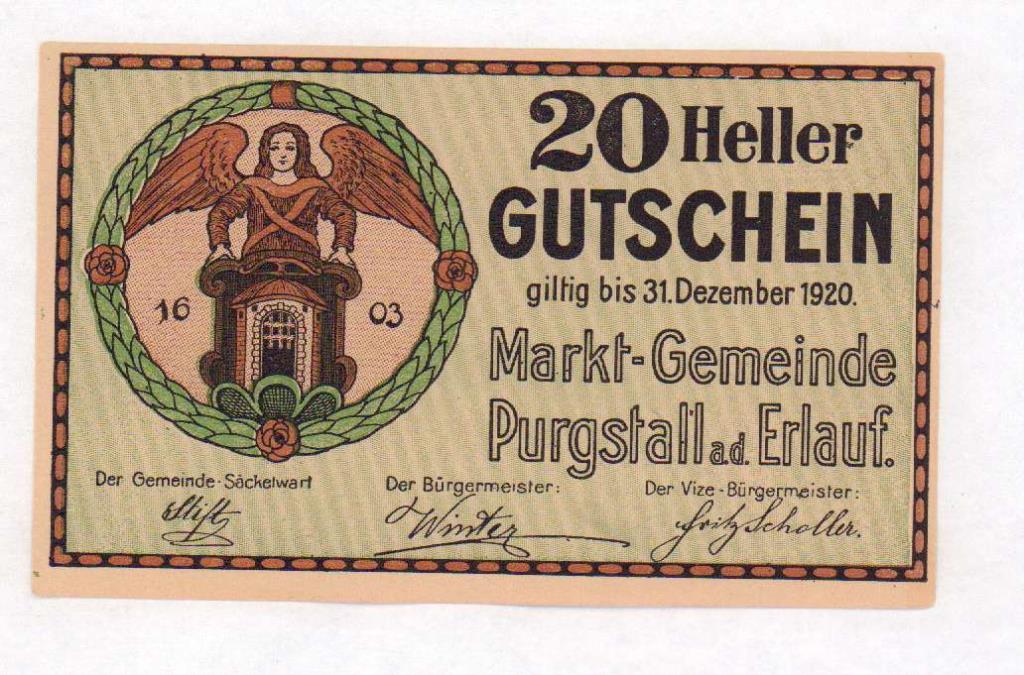 20 Heller
GUTSCHEIN
giltig bis 31. Dezember 1920.
Markt-Gemeinde
Purgstall a.d. Erlauf.
16 03
Der Gemeinde-Säckelwart Der Bürgermeister: Der Vize-Bürgermeister:
Stift Winter Fritz Scholler.